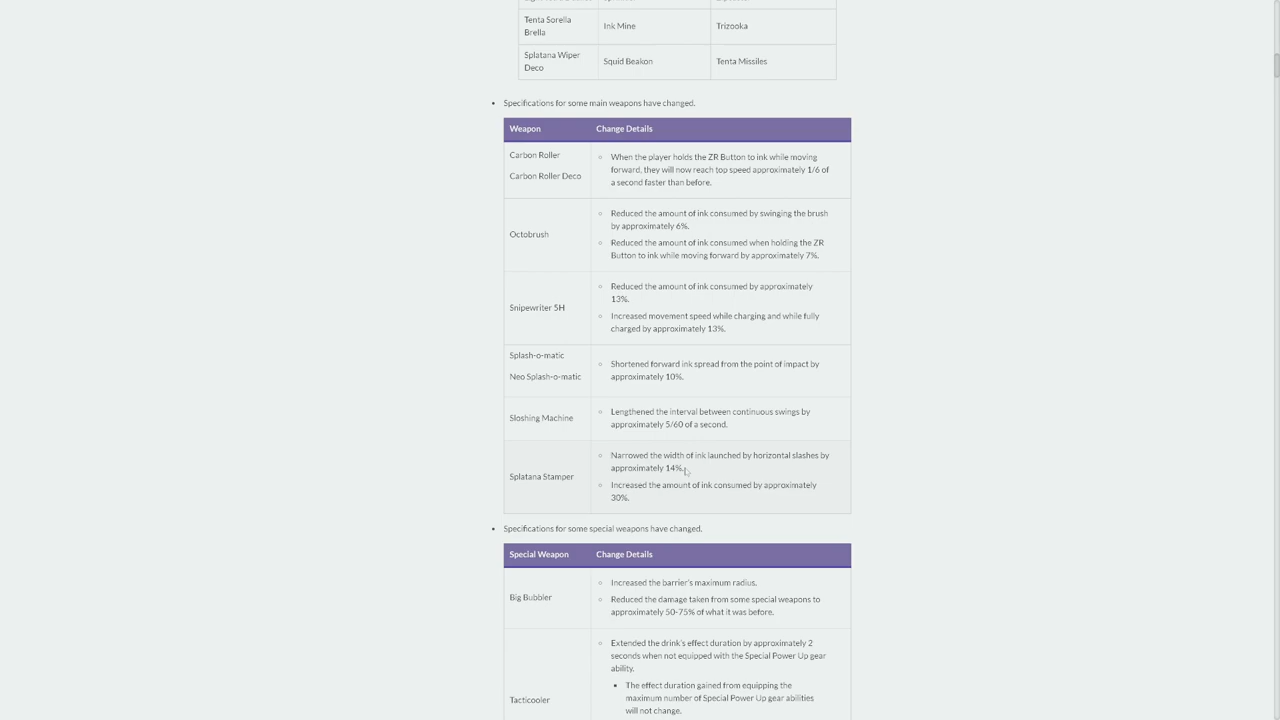 Tenta Sorella
Brella
Ink Mine
Trizooka
Splatana Wiper
Deco
Squid Beakon
Tenta Missiles
• Specifications for some main weapons have changed.
Weapon
Change Details
Carbon Roller
Carbon Roller Deco
When the player holds the ZR Button to ink while moving
forward, they will now reach top speed approximately 1/6 of
a second faster than before.
Octobrush
Reduced the amount of ink consumed by swinging the brush
by approximately 6%.
Reduced the amount of ink consumed when holding the ZR
Button to ink while moving forward by approximately 7%.
Snipewriter 5H
Reduced the amount of ink consumed by approximately
13%.
Increased movement speed while charging and while fully
charged by approximately 13%.
Splash-o-matic
Neo Splash-o-matic
Shortened forward ink spread from the point of impact by
approximately 10%.
Sloshing Machine
Lengthened the interval between continuous swings by
approximately 5/60 of a second.
Splatana Stamper
Narrowed the width of ink launched by horizontal slashes by
approximately 14%.
Increased the amount of ink consumed by approximately
30%.
• Specifications for some special weapons have changed.
Special Weapon
Change Details
Big Bubbler
Increased the barrier's maximum radius.
Reduced the damage taken from some special weapons to
approximately 50-75% of what it was before.
Tacticooler
Extended the drink's effect duration by approximately 2
seconds when not equipped with the Special Power Up gear
ability.
The effect duration gained from equipping the
maximum number of Special Power Up gear abilities
will not change.